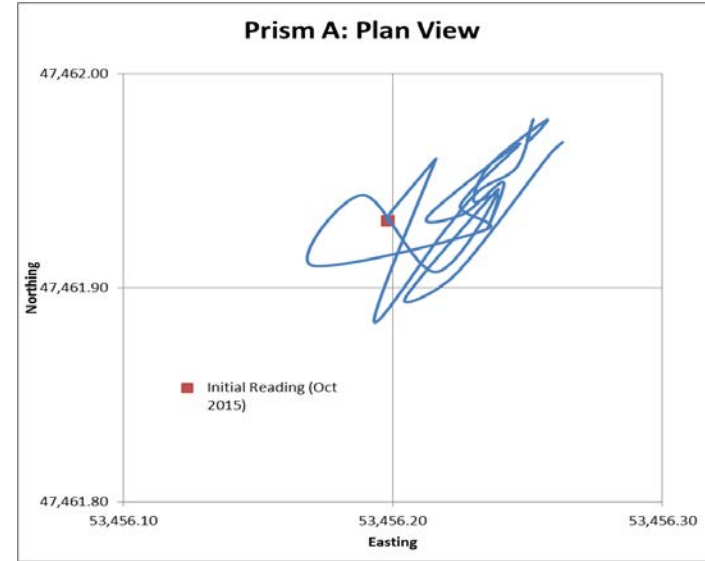 Prism A: Plan View
47,462.00
Northing
47,461.90
Initial Reading (Oct
2015)
47,461.80
53,456.10
53,456.20
53,456.30
Easting